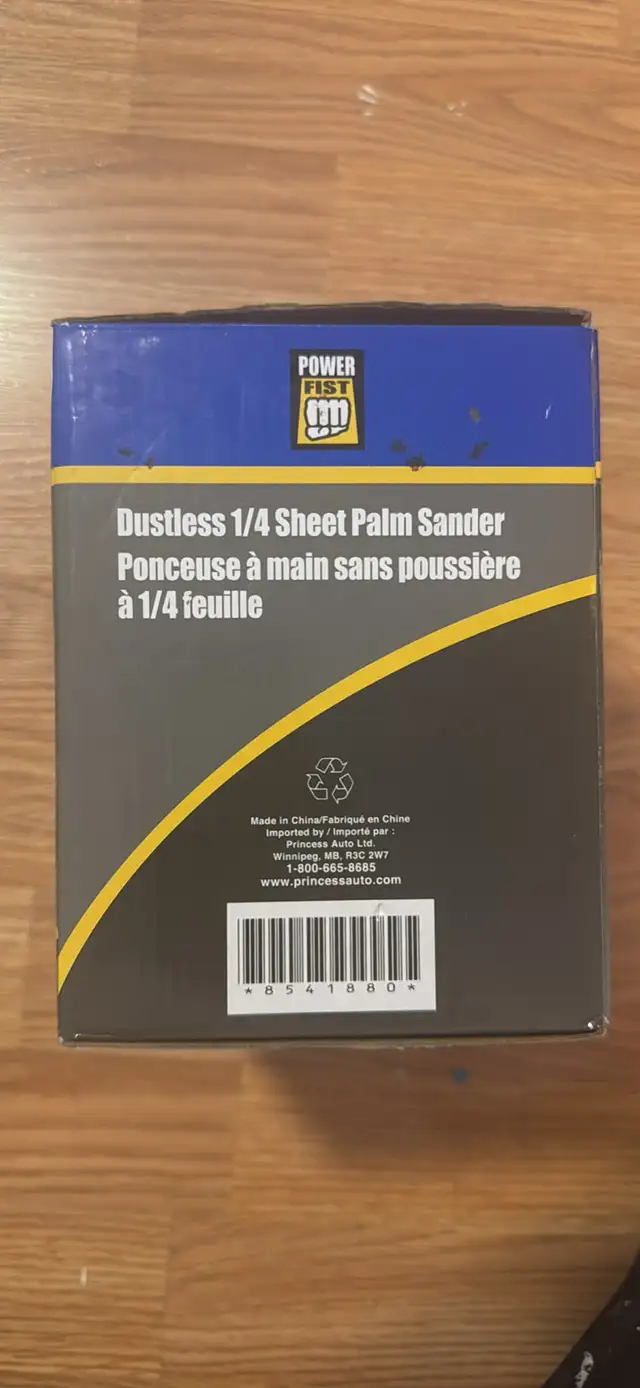 POWER
FIST
Dustless 1/4 Sheet Palm Sander
Ponceuse à main sans poussière
à 1/4 feuille
Made in China/Fabriqué en Chine
Imported by / Importé par :
Princess Auto Ltd.
Winnipeg, MB, R3C 2W7
1-800-665-8685
www.princessauto.com
*8541880*